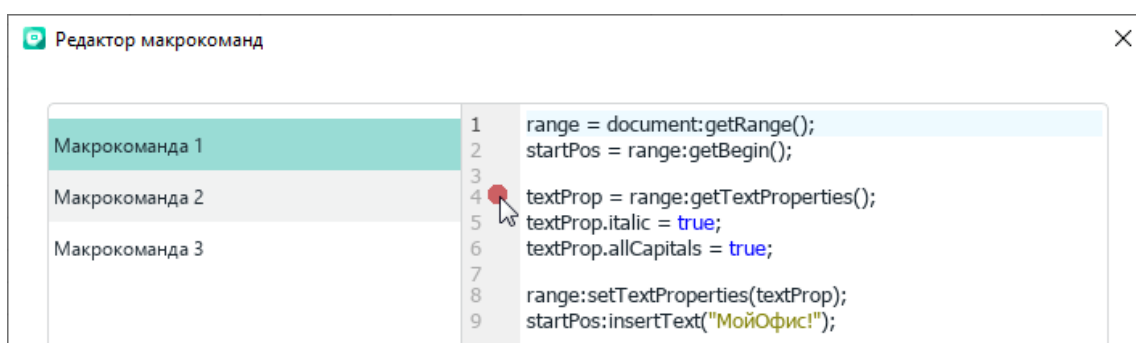 Редактор макрокоманд
Макрокоманда 1
Макрокоманда 2
Макрокоманда 3
1 range = document:getRange();
2 startPos = range:getBegin();
3
4 textProp = range:getTextProperties();
5 textProp.italic = true;
6 textProp.allCapitals = true;
7
8 range:setTextProperties(textProp);
9 startPos:insertText("МойОфис!");